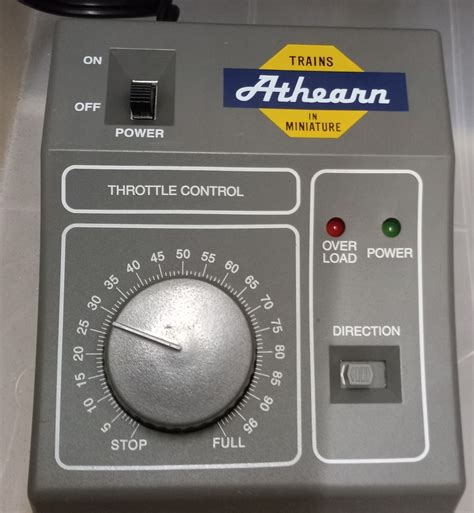 ON
OFF
POWER
TRAINS
Athearn
IN
MINIATURE
THROTTLE CONTROL
5
10
15
20
25
30
35
40
45
50
55
60
65
70
75
80
85
90
95
STOP
FULL
OVER
LOAD
POWER
DIRECTION